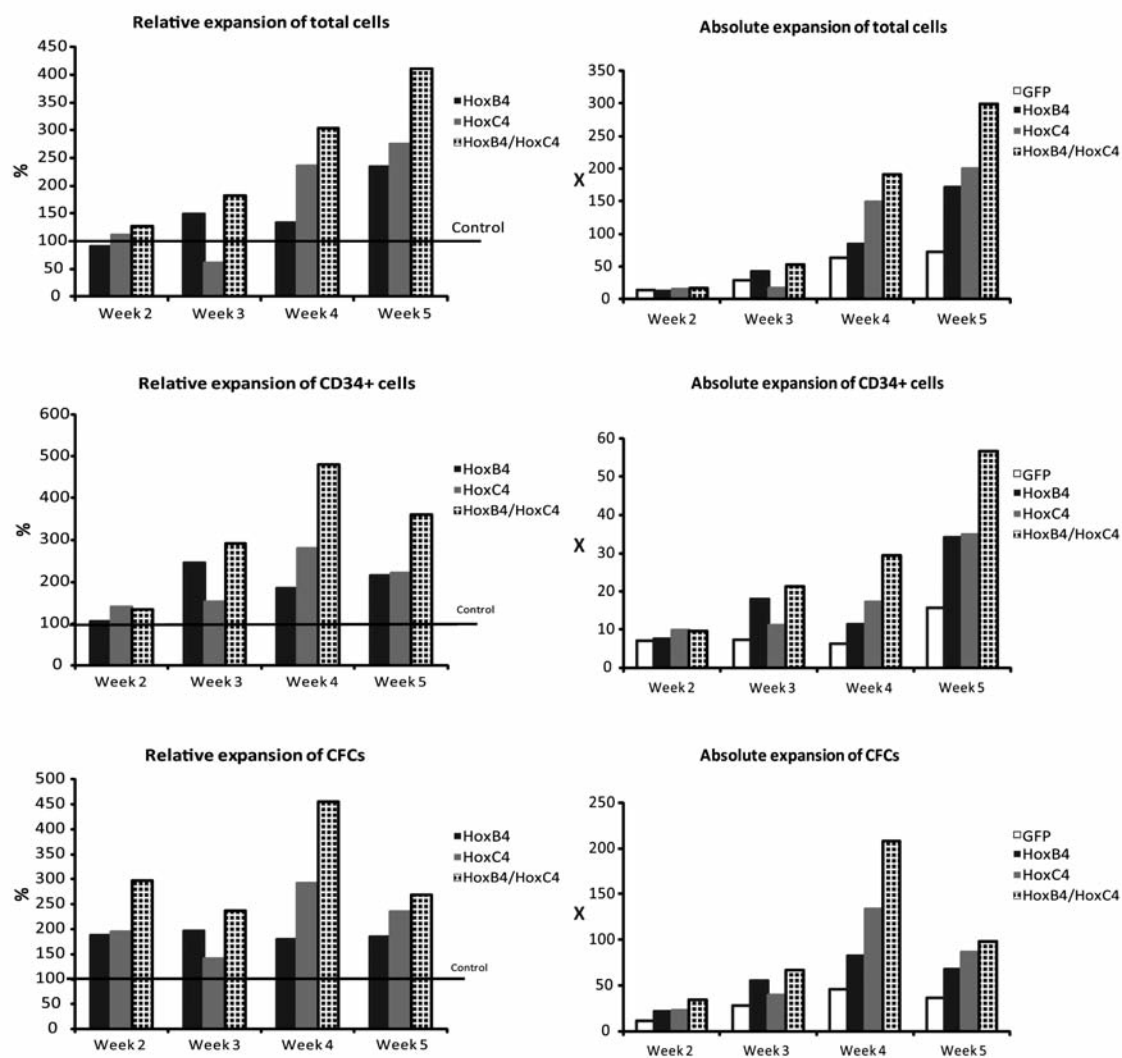 Relative expansion of total cells
450
400
350
300
250
200
150
100
50
0
%
HoxB4
HoxC4
HoxB4/HoxC4
Control
Week 2 Week 3 Week 4 Week 5
Absolute expansion of total cells
350
300
250
200
150
100
50
0
X
GFP
HoxB4
HoxC4
HoxB4/HoxC4
Week 2 Week 3 Week 4 Week 5
Relative expansion of CD34+ cells
600
500
400
300
200
100
0
%
HoxB4
HoxC4
HoxB4/HoxC4
Control
Week 2 Week 3 Week 4 Week 5
Absolute expansion of CD34+ cells
60
50
40
30
20
10
0
X
GFP
HoxB4
HoxC4
HoxB4/HoxC4
Week 2 Week 3 Week 4 Week 5
Relative expansion of CFCs
500
450
400
350
300
250
200
150
100
50
0
%
HoxB4
HoxC4
HoxB4/HoxC4
Control
Week 2 Week 3 Week 4 Week 5
Absolute expansion of CFCs
250
200
150
100
50
0
X
GFP
HoxB4
HoxC4
HoxB4/HoxC4
Week 2 Week 3 Week 4 Week 5